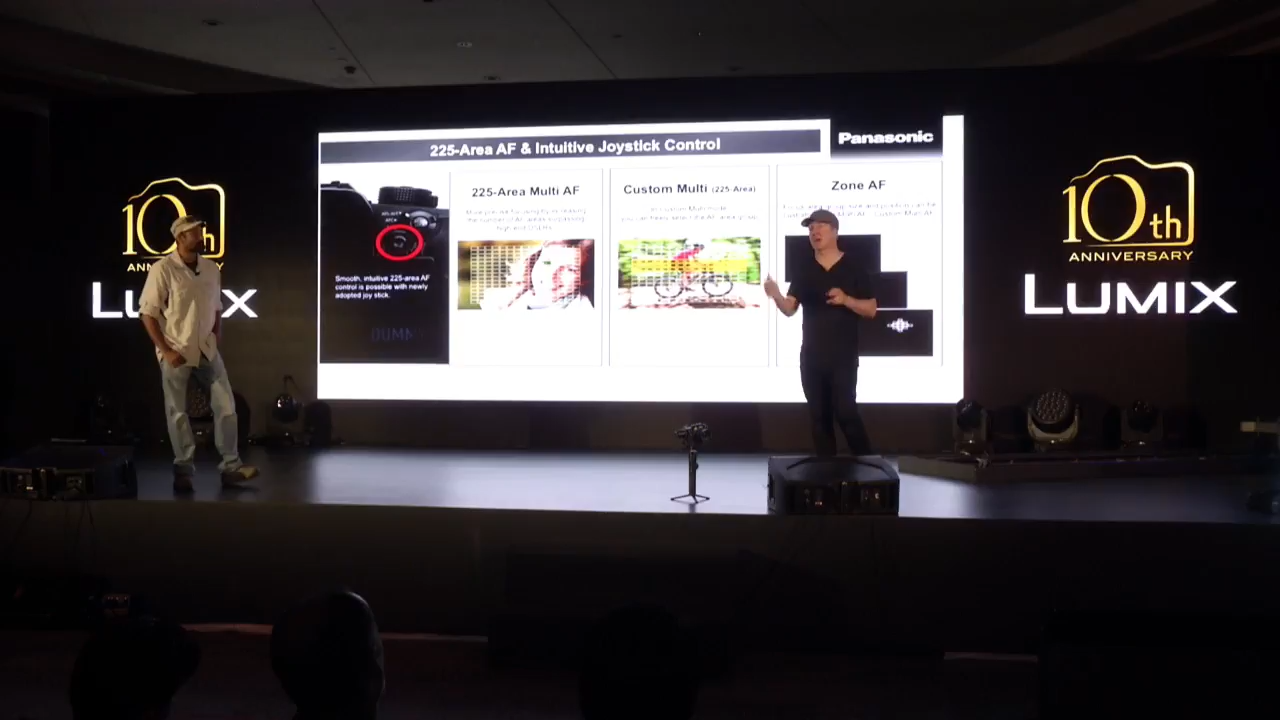 225-Area AF & Intuitive Joystick Control
Panasonic
225-Area Multi AF
Custom Multi (225-Area)
Zone AF
Smooth, intuitive 225-area AF
control is possible with newly
adopted joy stick.
DUMM
10th
ANNIVERSARY
LUMIX
10th
ANNIVERSARY
LUMIX